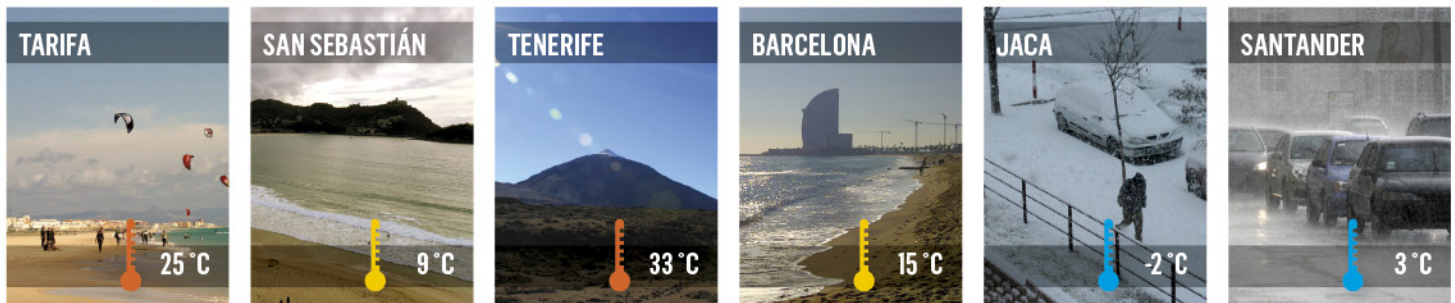 TARIFA
25 °C
SAN SEBASTIÁN
9 °C
TENERIFE
33 °C
BARCELONA
15 °C
JACA
-2 °C
SANTANDER
3 °C